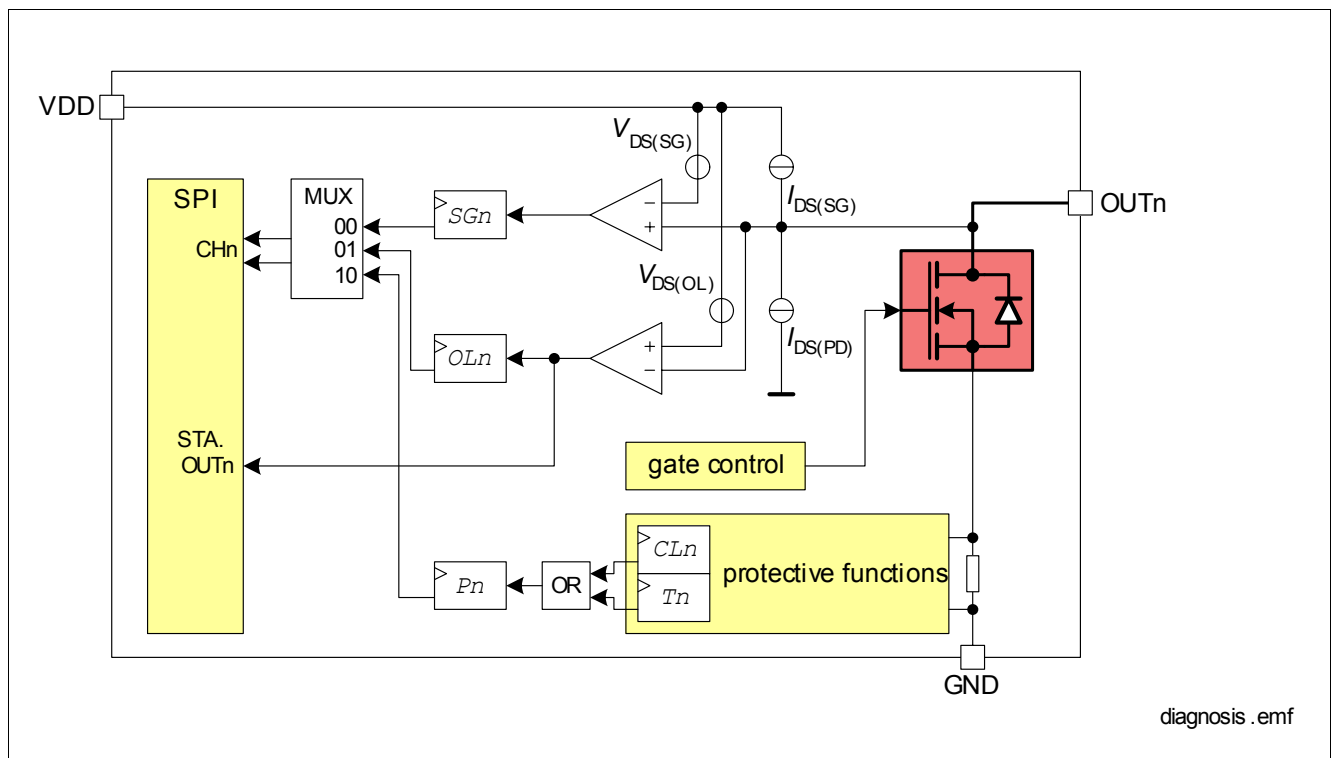 VDD
V DS(SG)
SPI
MUX
I DS(SG)
OUTn
SGn
00
CHn
01
10
V DS(OL)
I DS(PD)
OLn
STA.
OUTn
gate control
CLn
protective functions
Pn
OR
Tn
GND
diagnosis .emf
−
+
+
−